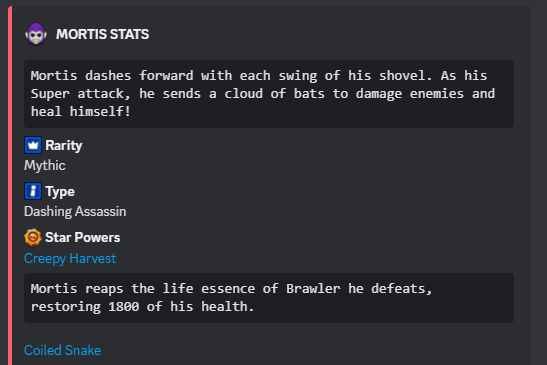 MORTIS STATS
Mortis dashes forward with each swing of his shovel. As his
Super attack, he sends a cloud of bats to damage enemies and
heal himself!
Rarity
Mythic
Type
Dashing Assassin
Star Powers
Creepy Harvest
Mortis reaps the life essence of Brawler he defeats,
restoring 1800 of his health.
Coiled Snake